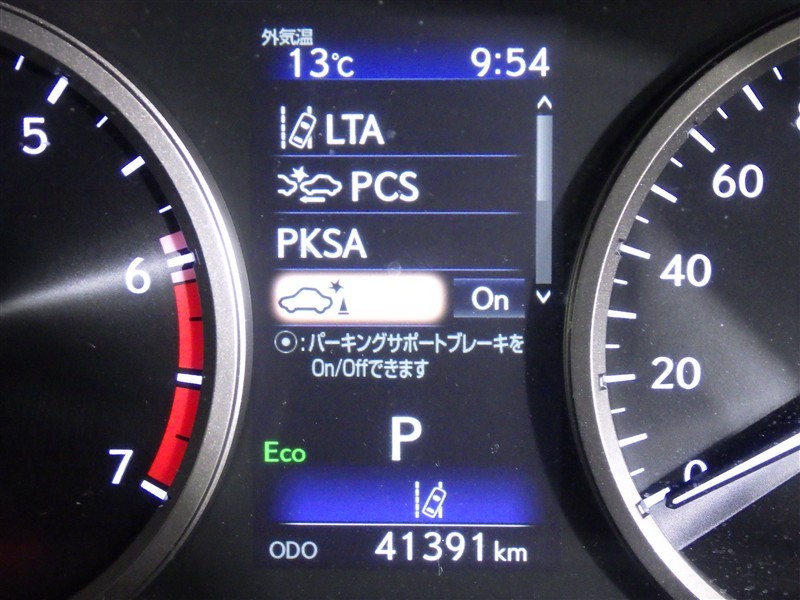 外気温
13℃ 9:54
LTA
PCS
PKSA
On
:パーキングサポートブレーキを
On/Offできます
P
Eco
ODO 41391 km
5
6
7
60
40
20
0